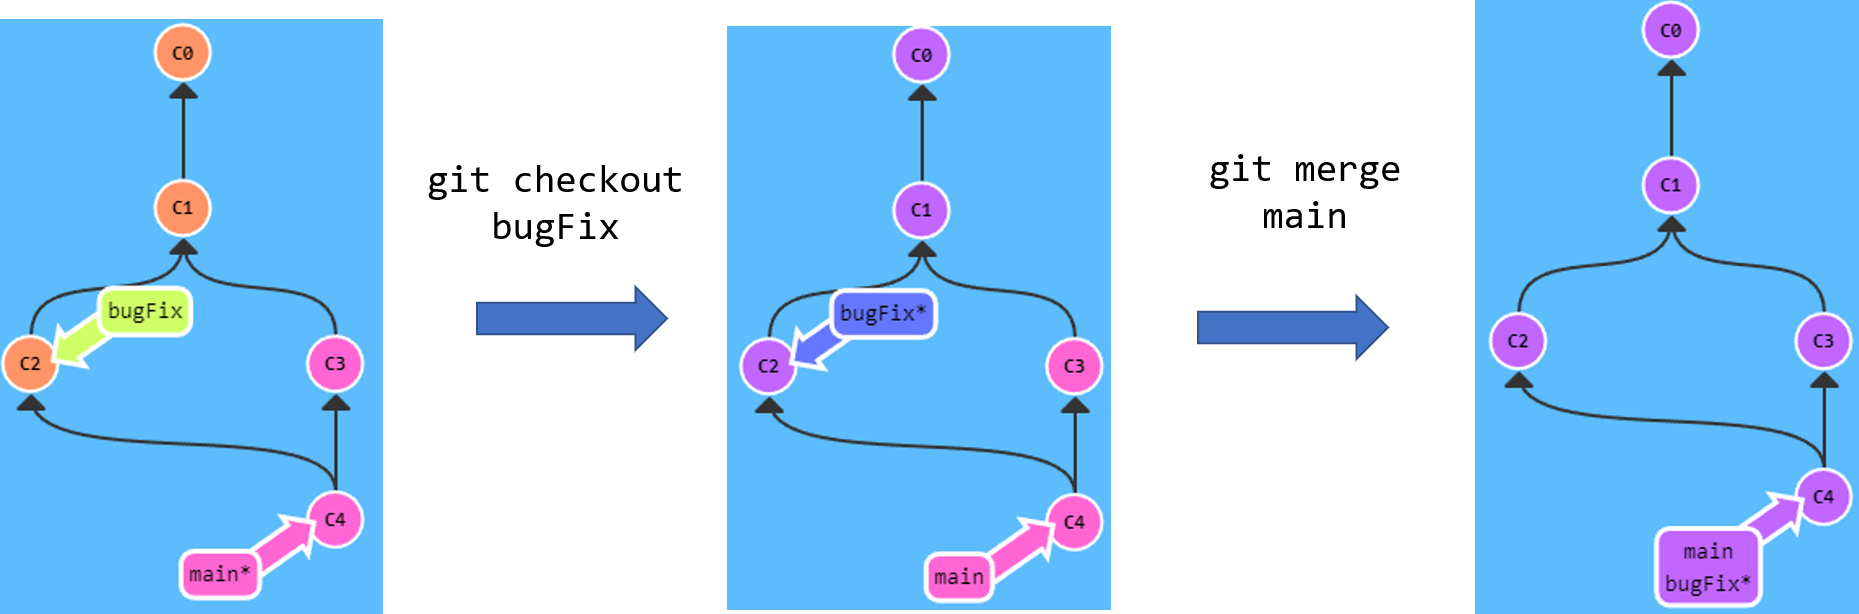 C0
C1
bugFix
C2
C3
C4
main*
git checkout
bugFix
C0
C1
bugFix*
C2
C3
C4
main
git merge
main
C0
C1
C2
C3
C4
main
bugFix*